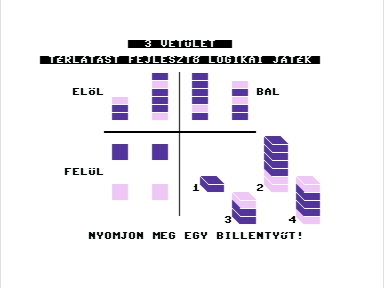 3 VETÜLET
TÉRLÁTÁST FEJLESZTŐ LOGIKAI JÁTÉK
ELÖL BAL
FELÜL
1 2
3 4
NYOMJON MEG EGY BILLENTYŰT!